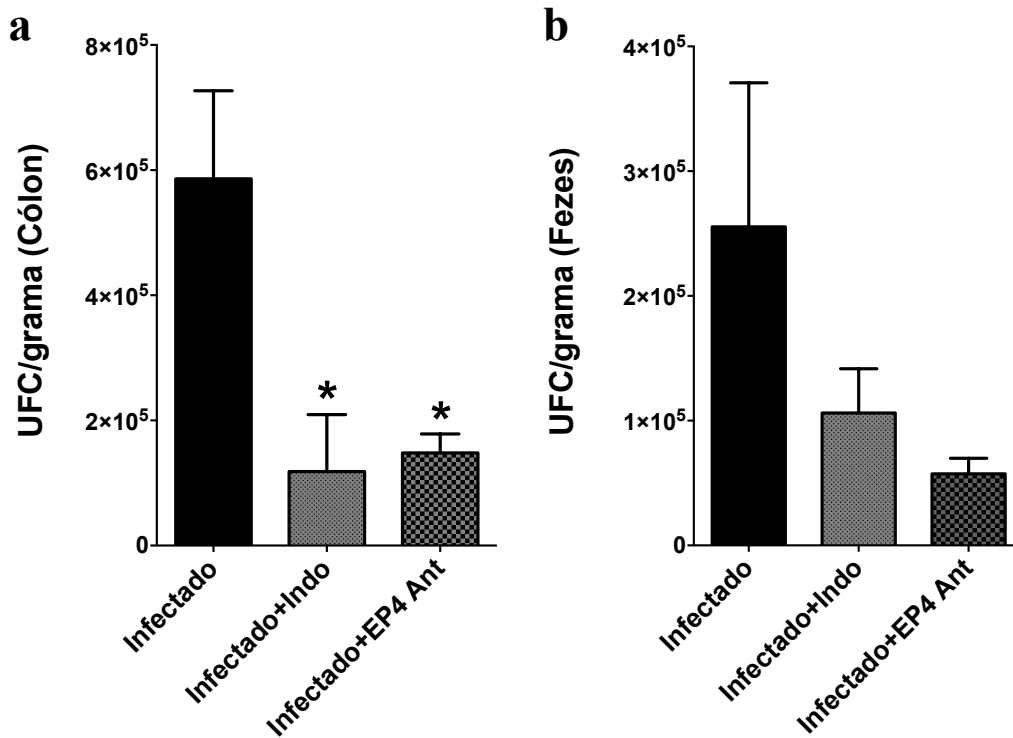 a
UFC/grama (Cólon)
8×10⁵
6×10⁵
4×10⁵
2×10⁵
0
*
*
Infectado
Infectado+Indo
Infectado+EP4 Ant
b
UFC/grama (Fezes)
4×10⁵
3×10⁵
2×10⁵
1×10⁵
0
Infectado
Infectado+Indo
Infectado+EP4 Ant